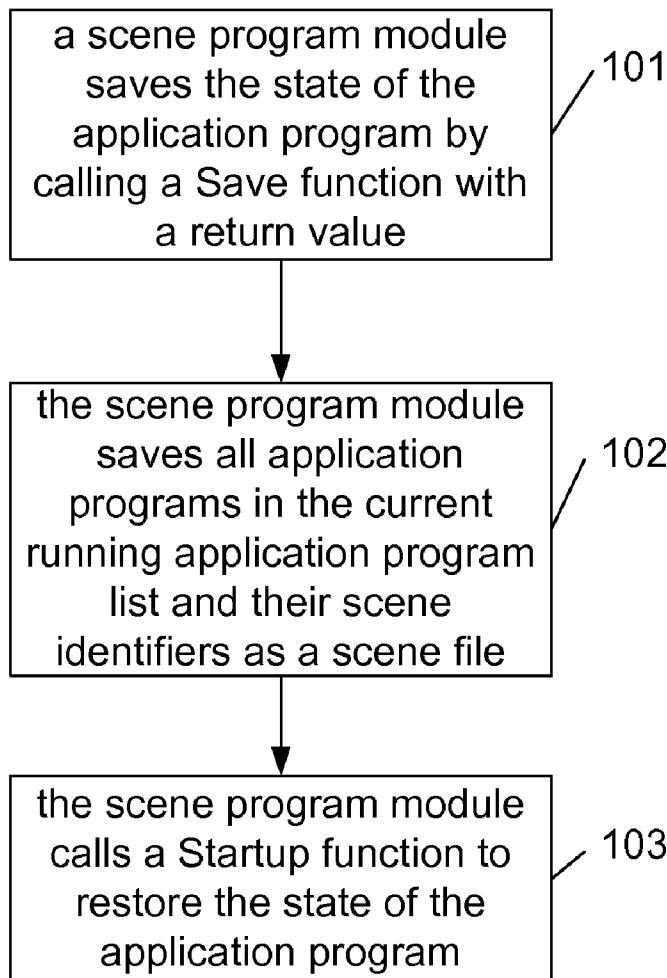 a scene program module
saves the state of the
application program by
calling a Save function with
a return value
101
the scene program module
saves all application
programs in the current
running application program
list and their scene
identifiers as a scene file
102
the scene program module
calls a Startup function to
restore the state of the
application program
103